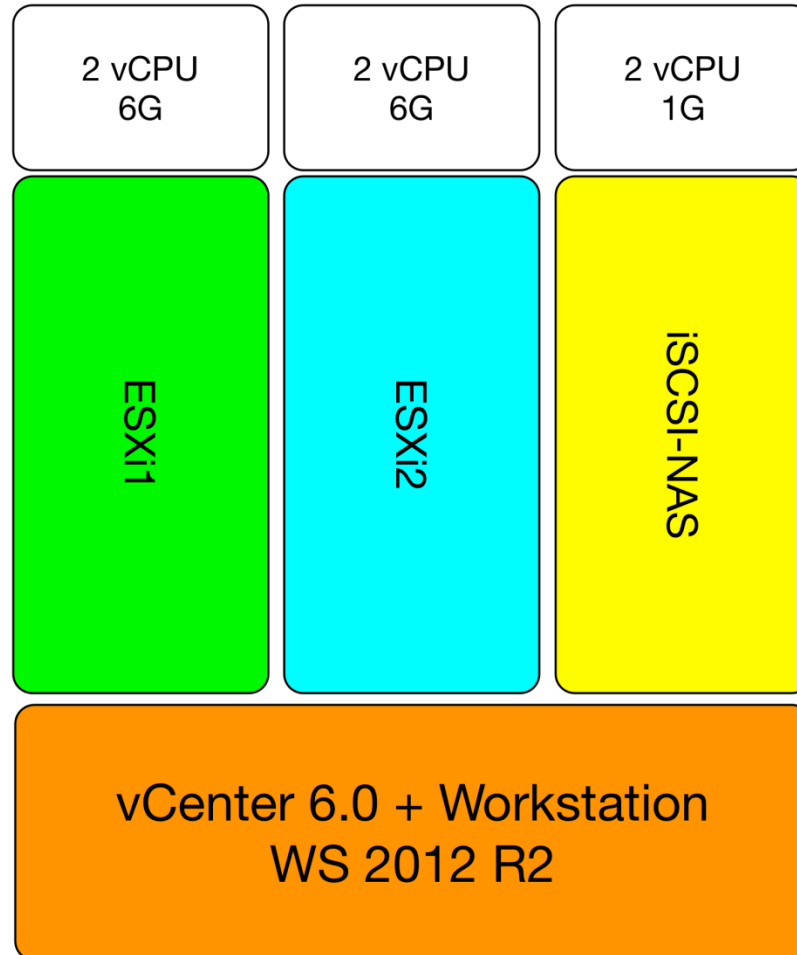 2 vCPU
6G
2 vCPU
6G
2 vCPU
1G
ESXi1
ESXi2
iSCSI-NAS
vCenter 6.0 + Workstation
WS 2012 R2